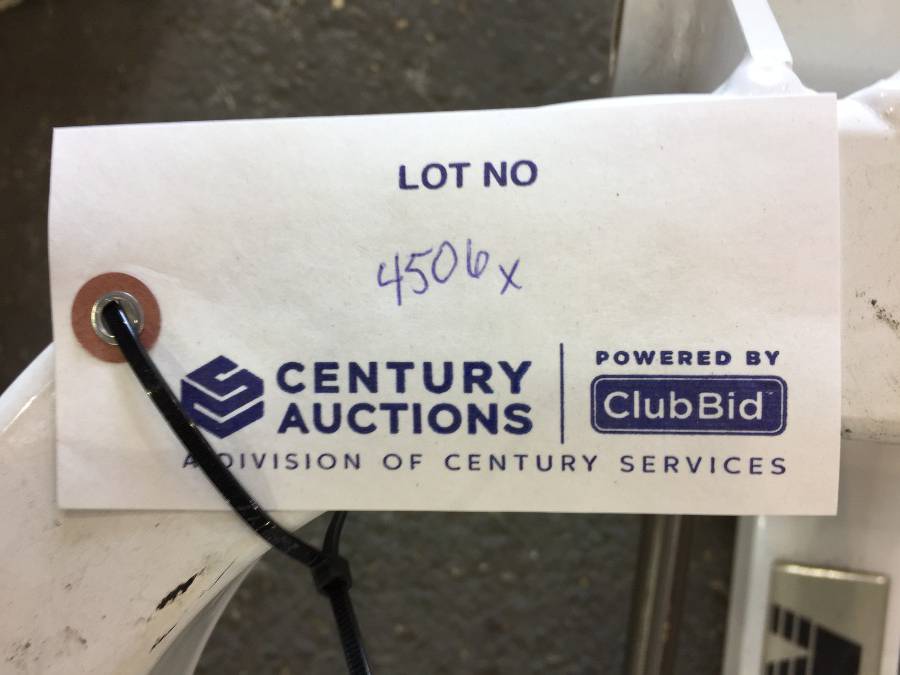 LOT NO
4506x
CENTURY
AUCTIONS
POWERED BY
ClubBid
A DIVISION OF CENTURY SERVICES